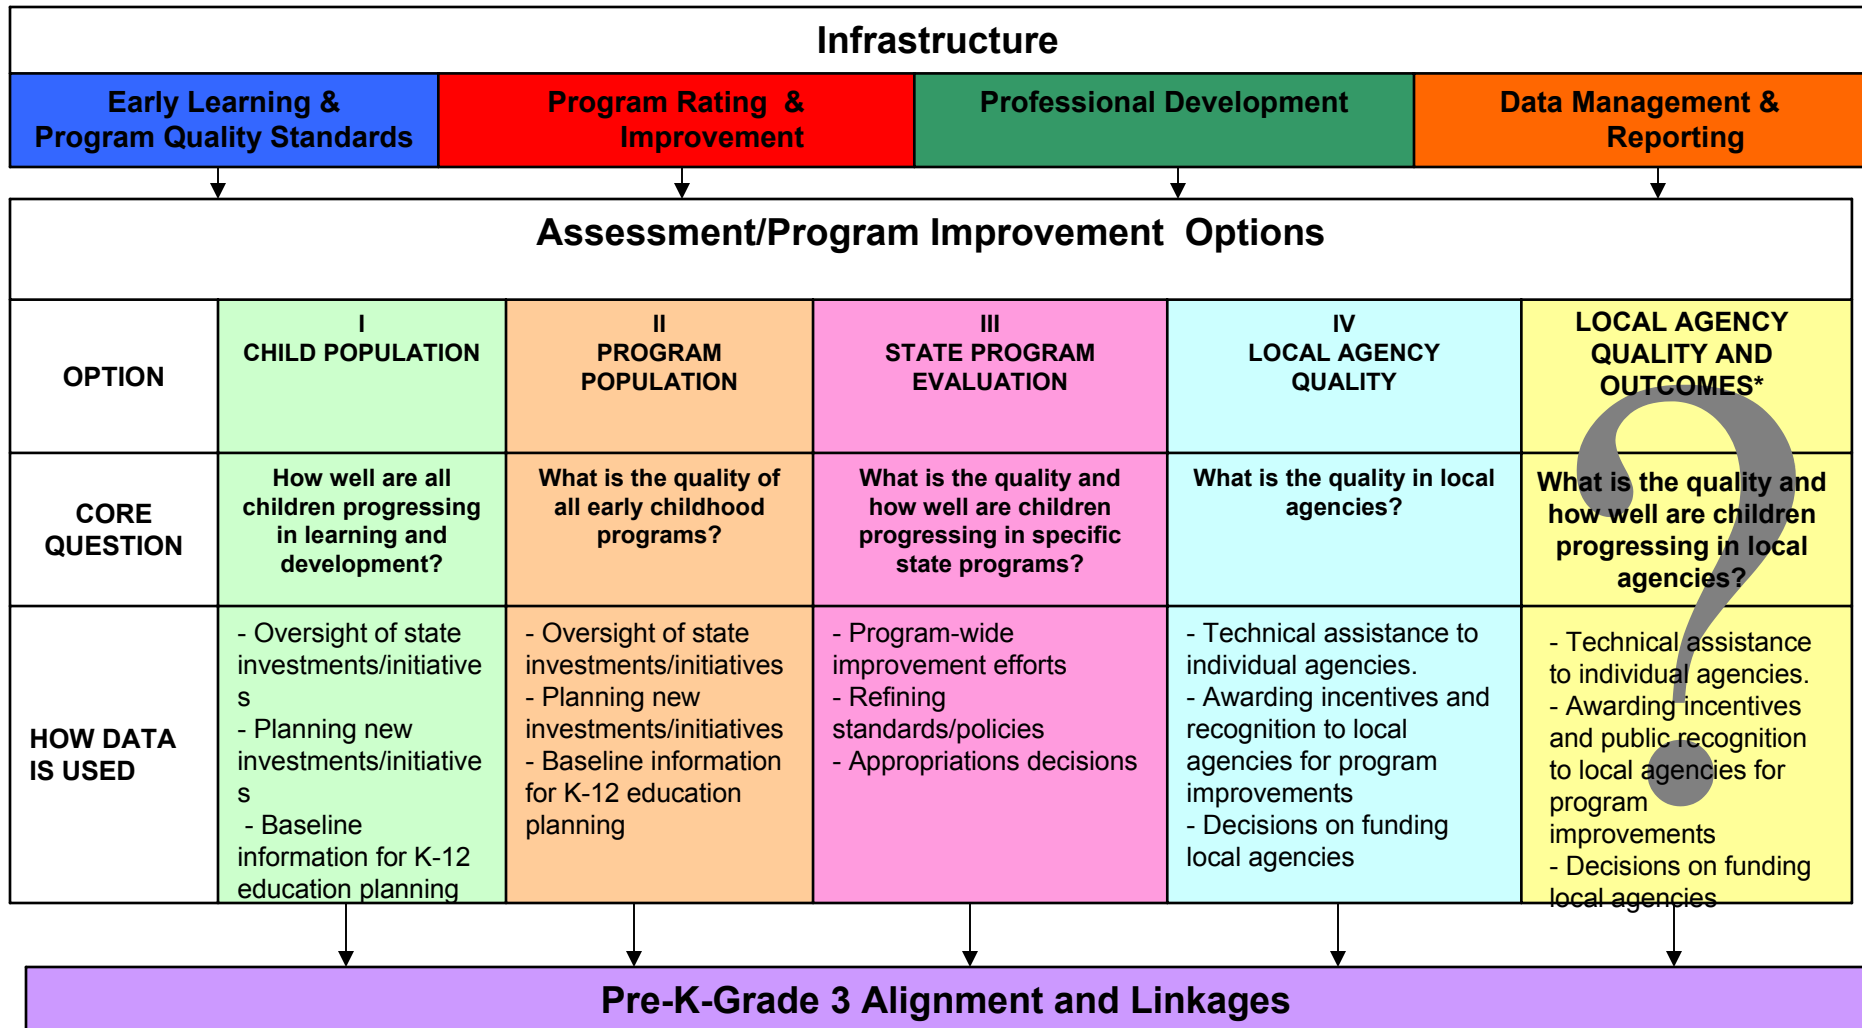 Infrastructure
Early Learning &
Program Quality Standards
Program Rating &
Improvement
Professional Development
Data Management &
Reporting
Assessment/Program Improvement Options
OPTION
I
CHILD POPULATION
II
PROGRAM
POPULATION
III
STATE PROGRAM
EVALUATION
IV
LOCAL AGENCY
QUALITY
LOCAL AGENCY
QUALITY AND
OUTCOMES*
CORE
QUESTION
How well are all
children progressing
in learning and
development?
What is the quality of
all early childhood
programs?
What is the quality and
how well are children
progressing in specific
state programs?
What is the quality in local
agencies?
What is the quality and
how well are children
progressing in local
agencies?
HOW DATA
IS USED
- Oversight of state
investments/initiative
s
- Planning new
investments/initiative
s
- Baseline
information for K-12
education planning
- Oversight of state
investments/initiatives
- Planning new
investments/initiatives
- Baseline information
for K-12 education
planning
- Program-wide
improvement efforts
- Refining
standards/policies
- Appropriations decisions
- Technical assistance to
individual agencies.
- Awarding incentives and
recognition to local
agencies for program
improvements
- Decisions on funding
local agencies
- Technical assistance
to individual agencies.
- Awarding incentives
and public recognition
to local agencies for
program
improvements
- Decisions on funding
local agencies
?
Pre-K-Grade 3 Alignment and Linkages